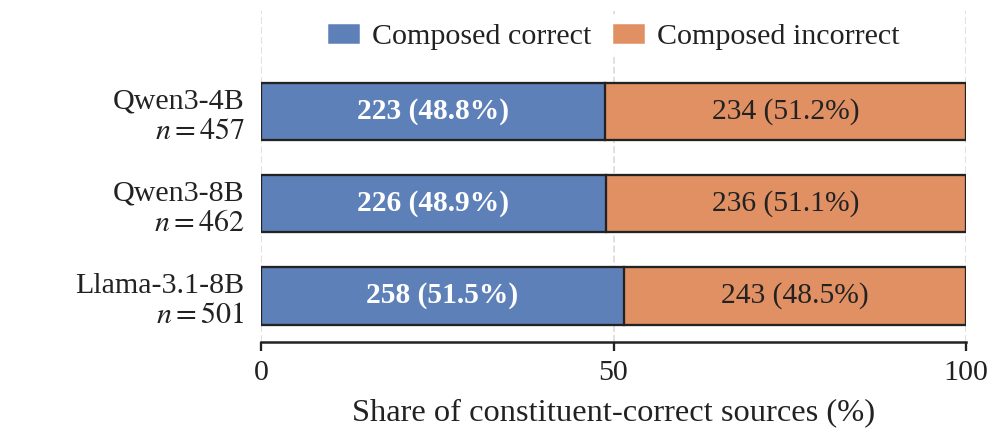 Composed correct Composed incorrect
Qwen3-4B
n = 457
223 (48.8%) 234 (51.2%)
Qwen3-8B
n = 462
226 (48.9%) 236 (51.1%)
Llama-3.1-8B
n = 501
258 (51.5%) 243 (48.5%)
0 50 100
Share of constituent-correct sources (%)